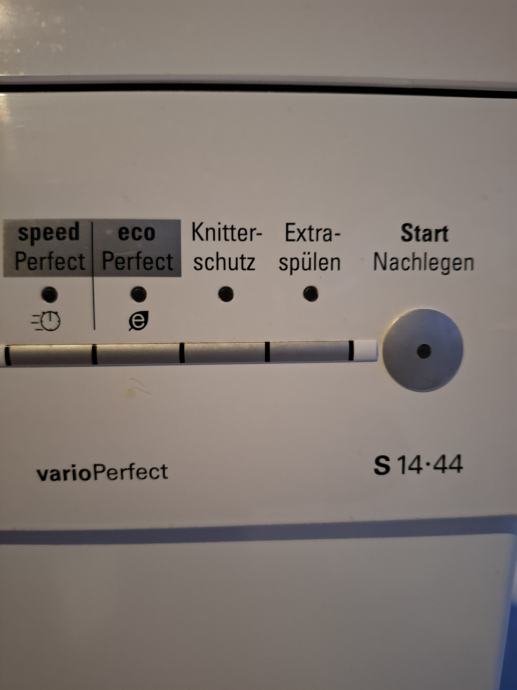 speed eco Knitter- Extra- Start
Perfect Perfect schutz spülen Nachlegen
e
varioPerfect S 14·44